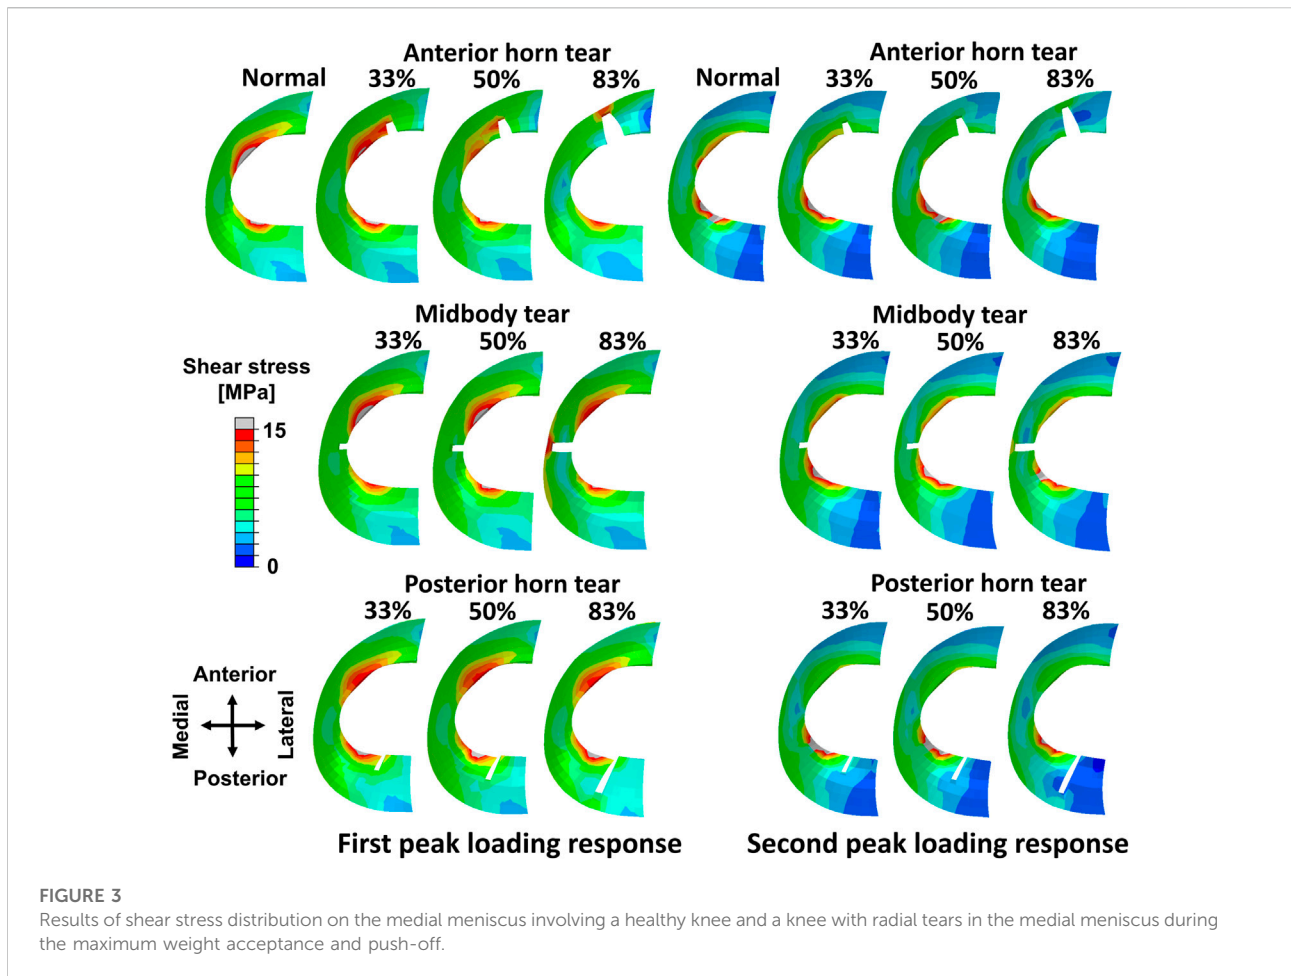 Anterior horn tear
Normal 33% 50% 83%
Anterior horn tear
Normal 33% 50% 83%
Midbody tear
33% 50% 83%
Midbody tear
33% 50% 83%
Shear stress
[MPa]
15
0
Posterior horn tear
33% 50% 83%
Posterior horn tear
33% 50% 83%
Anterior
Medial
Lateral
Posterior
First peak loading response
Second peak loading response
FIGURE 3
Results of shear stress distribution on the medial meniscus involving a healthy knee and a knee with radial tears in the medial meniscus during
the maximum weight acceptance and push-off.